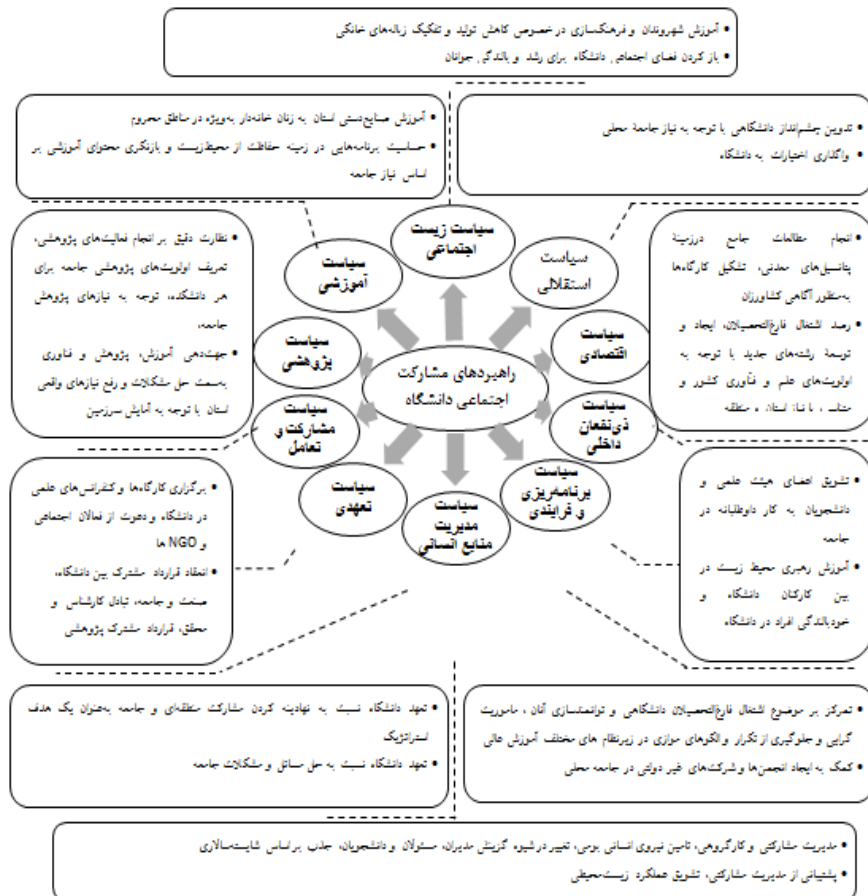 • آموزش شهروندان و فرهنگ‌سازی در خصوص کاهش تولید و تفکیک زباله‌های خانگی
• باز کردن فضای اجتماعی دانشگاه برای رشد و بالندگی جوانان
• تدوین چشم‌انداز دانشگاهی با توجه به نیاز جامعهٔ محلی
• واگذاری اختیارات به دانشگاه
• آموزش صنایع‌دستی استان به زنان خانه‌دار به‌ویژه در مناطق محروم
• حساسیت برنامه‌هایی در زمینه حفاظت از محیط‌زیست و بازنگری محتوای آموزشی بر
اساس نیاز جامعه
سیاست زیست
اجتماعی
سیاست
استقلالی
سیاست
آموزشی
• انجام مطالعات جامع درزمینهٔ
پتانسیل‌های معدنی، تشکیل کارگاه‌ها
به‌منظور آگاهی کشاورزان
• رصد اشتغال فارغ‌التحصیلان، ایجاد و
توسعهٔ رشته‌های جدید با توجه به
اولویت‌های علم و فنّاوری کشور و
متناسب با نیاز استان و منطقه
• نظارت دقیق بر انجام فعالیت‌های پژوهشی،
تعریف اولویت‌های پژوهشی جامعه برای
هر دانشکده، توجه به نیازهای پژوهش
جامعه،
• جهت‌دهی آموزش، پژوهش و فناوری
به‌سمت حل مشکلات و رفع نیازهای واقعی
استان با توجه به آمایش سرزمین
سیاست
اقتصادی
سیاست
پژوهشی
راهبردهای مشارکت
اجتماعی دانشگاه
سیاست
ذی‌نفعان
داخلی
سیاست
مشارکت و
تعامل
سیاست
برنامه‌ریزی
و فرایندی
سیاست
مدیریت
منابع انسانی
سیاست
تعهدی
• تشویق اعضای هیئت علمی و
دانشجویان به کار داوطلبانه در
جامعه
• آموزش رهبری محیط زیست در
بین کارکنان دانشگاه و
خودبالندگی افراد در دانشگاه
• برگزاری کارگاه‌ها و کنفرانس‌های علمی
در دانشگاه و دعوت از فعالان اجتماعی
و NGO ها
• انعقاد قرارداد مشترک بین دانشگاه،
صنعت و جامعه، تبادل کارشناس و
محقق، قرارداد مشترک پژوهشی
• تمرکز بر موضوع اشتغال فارغ‌التحصیلان دانشگاهی و توانمندسازی آنان ، ماموریت
گرایی و جلوگیری از تکرار و الگوهای موازی در زیرنظام های مختلف آموزش عالی
• کمک به ایجاد انجمن‌ها و شرکت‌های غیر دولتی در جامعه محلی
• تعهد دانشگاه نسبت به نهادینه کردن مشارکت منطقه‌ای و جامعه به‌عنوان یک هدف
استراتژیک
• تعهد دانشگاه نسبت به حل مسائل و مشکلات جامعه
• مدیریت مشارکتی و کارگروهی، تامین نیروی انسانی بومی، تغییر در شیوه گزینش مدیران، مسئولان و دانشجویان، جذب بر اساس شایسته‌سالاری
• پشتیبانی از مدیریت مشارکتی، تشویق عملکرد زیست‌محیطی